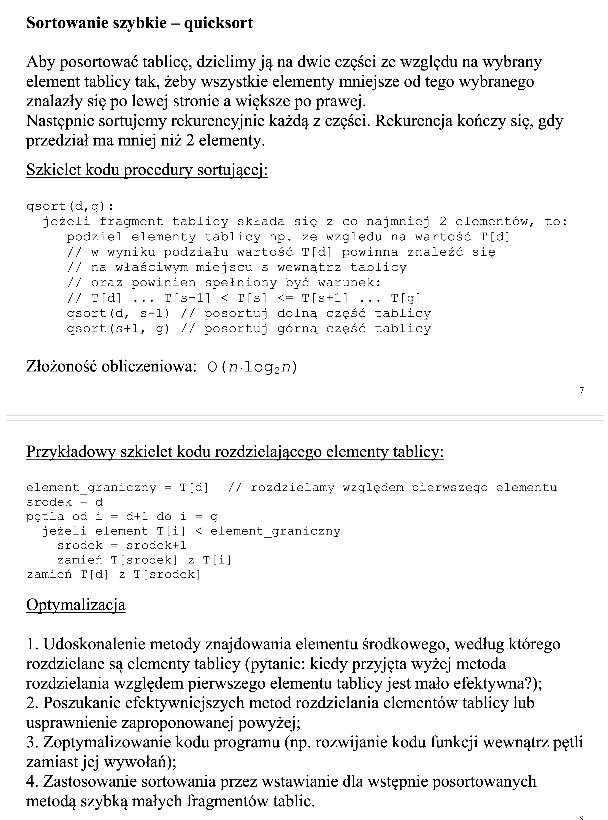 Sortowanie szybkie – quicksort
Aby posortować tablicę, dzielimy ją na dwie części ze względu na wybrany
element tablicy tak, żeby wszystkie elementy mniejsze od tego wybranego
znalazły się po lewej stronie a większe po prawej.
Następnie sortujemy rekurencyjnie każdą z części. Rekurencja kończy się, gdy
przedział ma mniej niż 2 elementy.
Szkielet kodu procedury sortującej:
qsort(d,g):
jeżeli fragment tablicy składa się z co najmniej 2 elementów, to:
podziel elementy tablicy np. ze względu na wartość T[d]
// w wyniku podziału wartość T[d] powinna znaleźć się
// na właściwym miejscu s wewnątrz tablicy
// oraz powinien spełniony być warunek:
// T[d] ... T[s-1] < T[s] <= T[s+1] ... T[g]
qsort(d, s-1) // posortuj dolną część tablicy
qsort(s+1, g) // posortuj górną część tablicy
Złożoność obliczeniowa: O(n·log₂n)
7
Przykładowy szkielet kodu rozdzielającego elementy tablicy:
element_graniczny = T[d] // rozdzielamy względem pierwszego elementu
srodek = d
pętla od i = d+1 do i = g
jeżeli element T[i] < element_graniczny
srodek = srodek+1
zamień T[srodek] z T[i]
zamień T[d] z T[srodek]
Optymalizacja
1. Udoskonalenie metody znajdowania elementu środkowego, według którego
rozdzielane są elementy tablicy (pytanie: kiedy przyjęta wyżej metoda
rozdzielania względem pierwszego elementu tablicy jest mało efektywna?);
2. Poszukanie efektywniejszych metod rozdzielania elementów tablicy lub
usprawnienie zaproponowanej powyżej;
3. Zoptymalizowanie kodu programu (np. rozwijanie kodu funkcji wewnątrz pętli
zamiast jej wywołań);
4. Zastosowanie sortowania przez wstawianie dla wstępnie posortowanych
metodą szybką małych fragmentów tablic.
8